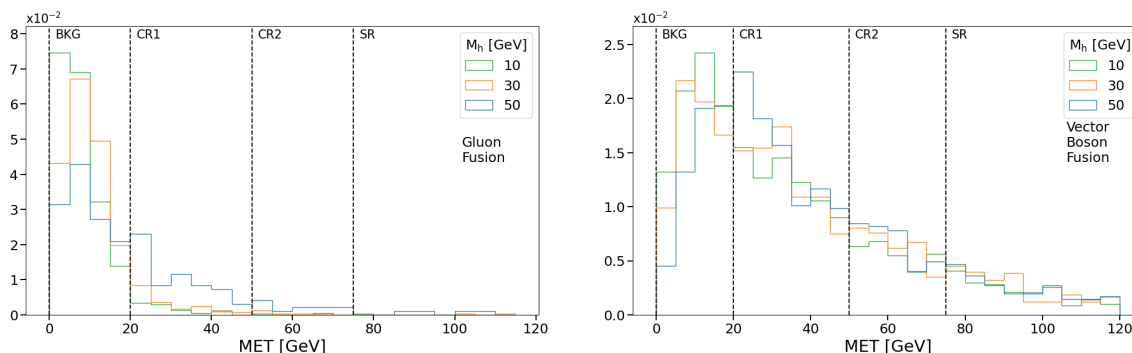 x10⁻²
BKG
CR1
CR2
SR
8
7
6
5
4
3
2
1
0
M_h [GeV]
10
30
50
Gluon
Fusion
0
20
40
60
80
100
120
MET [GeV]
x10⁻²
BKG
CR1
CR2
SR
2.5
2.0
1.5
1.0
0.5
0.0
M_h [GeV]
10
30
50
Vector
Boson
Fusion
0
20
40
60
80
100
120
MET [GeV]